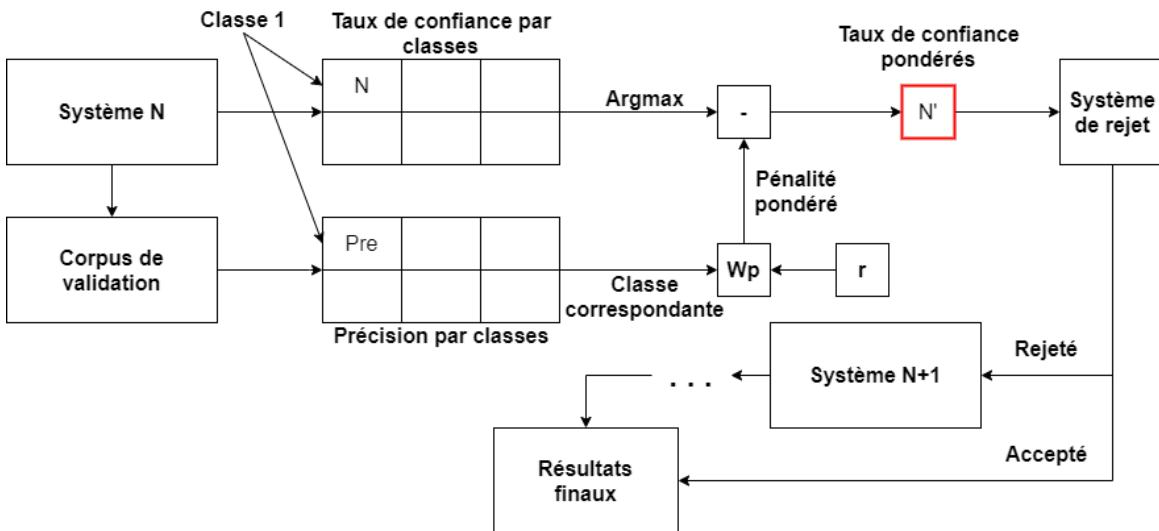 Classe 1
Taux de confiance par
classes
Taux de confiance
pondérés
Système N
N
Argmax
-
N'
Système
de rejet
Pénalité
pondéré
Corpus de
validation
Pre
Wp
r
Classe
correspondante
Précision par classes
Rejeté
Système N+1
. . .
Accepté
Résultats
finaux